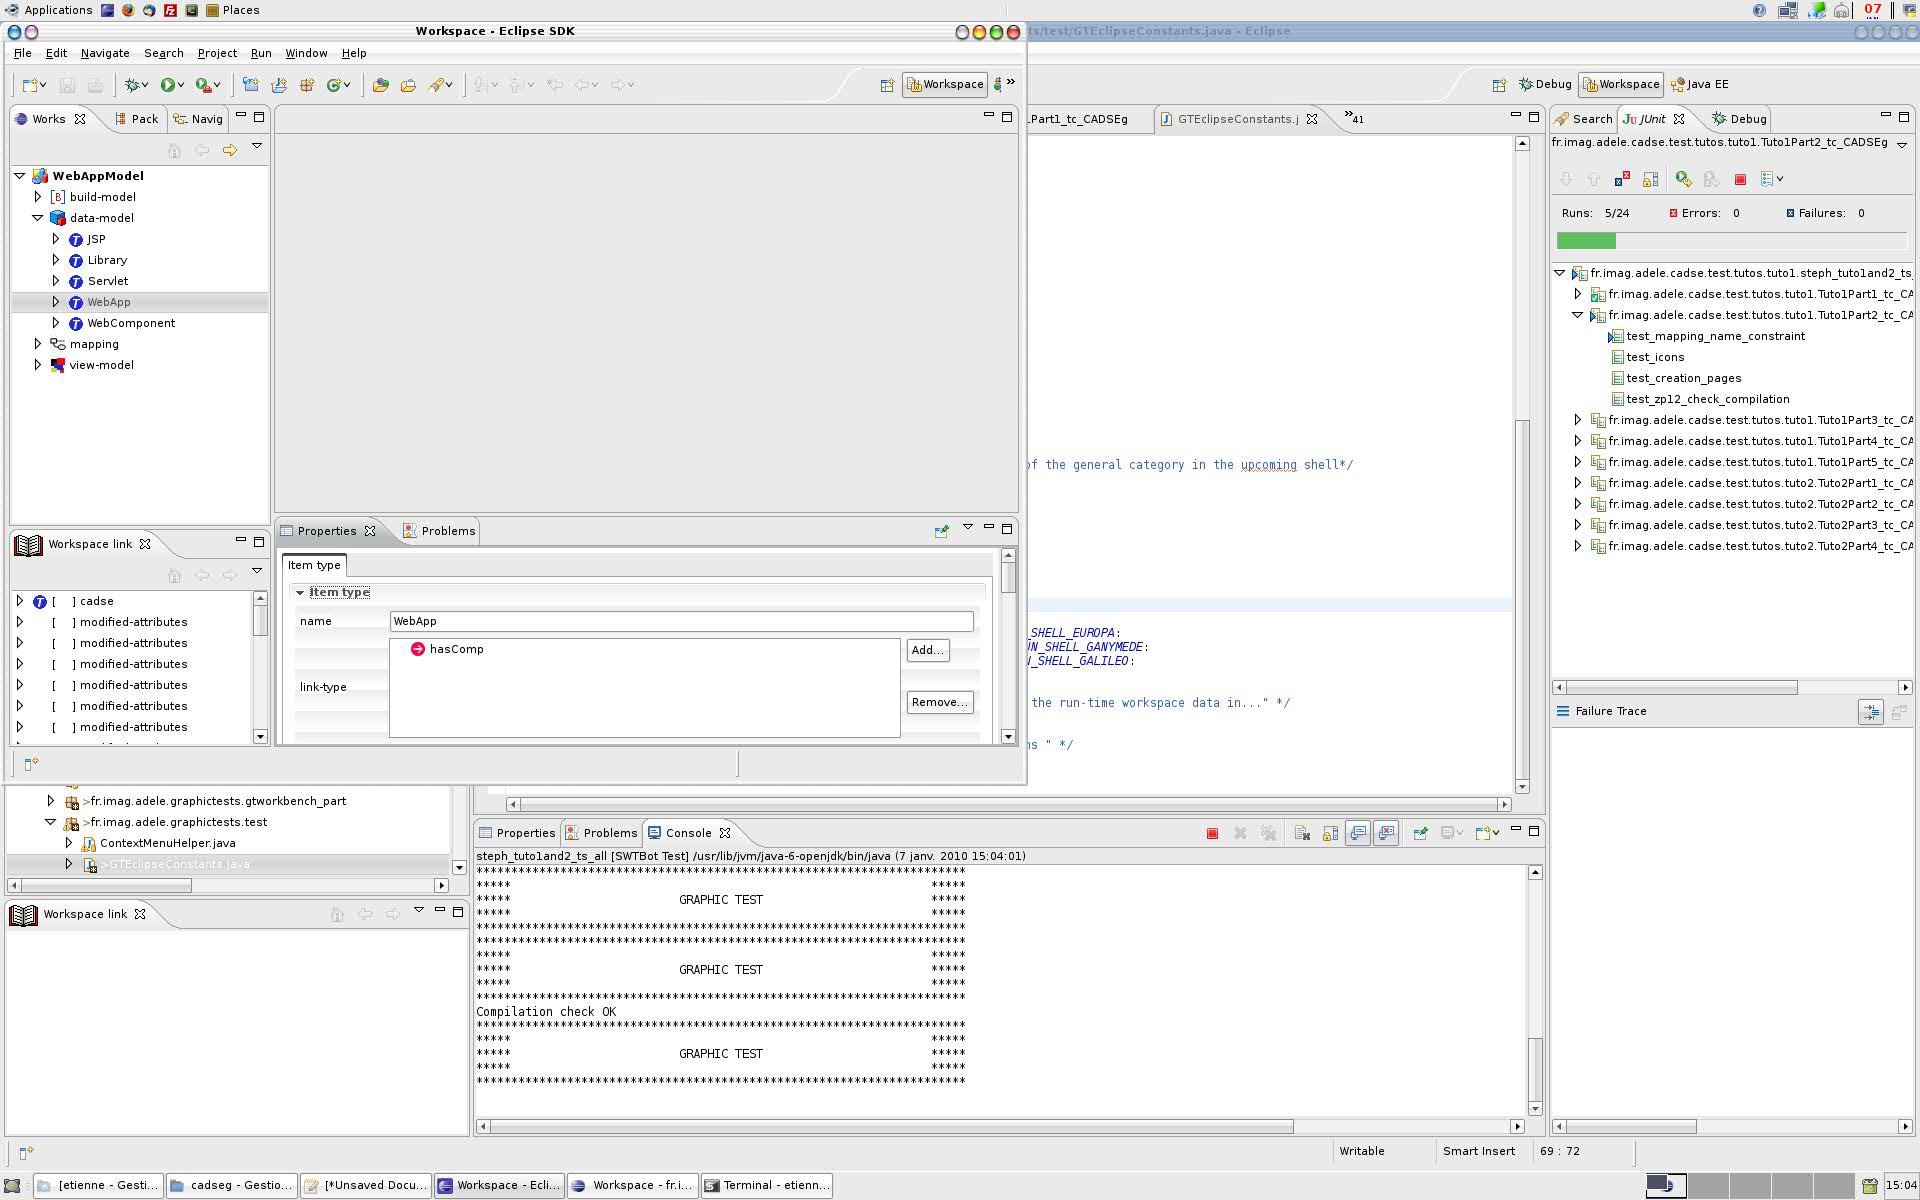 Applications Places
07
Workspace - Eclipse SDK
ts/test/GTEclipseConstants.java - Eclipse
File Edit Navigate Search Project Run Window Help
Workspace
Debug Workspace Java EE
Works Pack Navig
WebAppModel
build-model
data-model
JSP
Library
Servlet
WebApp
WebComponent
mapping
view-model
Workspace link
[ ] cadse
[ ] modified-attributes
[ ] modified-attributes
[ ] modified-attributes
[ ] modified-attributes
[ ] modified-attributes
[ ] modified-attributes
Properties Problems
Item type
Item type
name WebApp
hasComp Add...
link-type
Remove...
.Part1_tc_CADSEg GTEclipseConstants.j 41
of the general category in the upcoming shell*/
_SHELL_EUROPA:
UN_SHELL_GANYMEDE:
N_SHELL_GALILEO:
the run-time workspace data in..." */
ns " */
Search JUnit Debug
fr.imag.adele.cadse.test.tutos.tuto1.Tuto1Part2_tc_CADSEg
Runs: 5/24 Errors: 0 Failures: 0
fr.imag.adele.cadse.test.tutos.tuto1.steph_tuto1and2_ts_
fr.imag.adele.cadse.test.tutos.tuto1.Tuto1Part1_tc_CA
fr.imag.adele.cadse.test.tutos.tuto1.Tuto1Part2_tc_CA
test_mapping_name_constraint
test_icons
test_creation_pages
test_zp12_check_compilation
fr.imag.adele.cadse.test.tutos.tuto1.Tuto1Part3_tc_CA
fr.imag.adele.cadse.test.tutos.tuto1.Tuto1Part4_tc_CA
fr.imag.adele.cadse.test.tutos.tuto1.Tuto1Part5_tc_CA
fr.imag.adele.cadse.test.tutos.tuto2.Tuto2Part1_tc_CA
fr.imag.adele.cadse.test.tutos.tuto2.Tuto2Part2_tc_CA
fr.imag.adele.cadse.test.tutos.tuto2.Tuto2Part3_tc_CA
fr.imag.adele.cadse.test.tutos.tuto2.Tuto2Part4_tc_CA
Failure Trace
>fr.imag.adele.graphictests.gtworkbench_part
>fr.imag.adele.graphictests.test
ContextMenuHelper.java
>GTEclipseConstants.java
Workspace link
Properties Problems Console
steph_tuto1and2_ts_all [SWTBot Test] /usr/lib/jvm/java-6-openjdk/bin/java (7 janv. 2010 15:04:01)
**********************************************************************
***** *****
***** GRAPHIC TEST *****
***** *****
**********************************************************************
**********************************************************************
***** *****
***** GRAPHIC TEST *****
***** *****
**********************************************************************
Compilation check OK
**********************************************************************
***** *****
***** GRAPHIC TEST *****
***** *****
**********************************************************************
Writable Smart Insert 69 : 72
[etienne - Gesti... cadseg - Gestio... [*Unsaved Docu... Workspace - Ecli... Workspace - fr.i... Terminal - etienn... 15:04